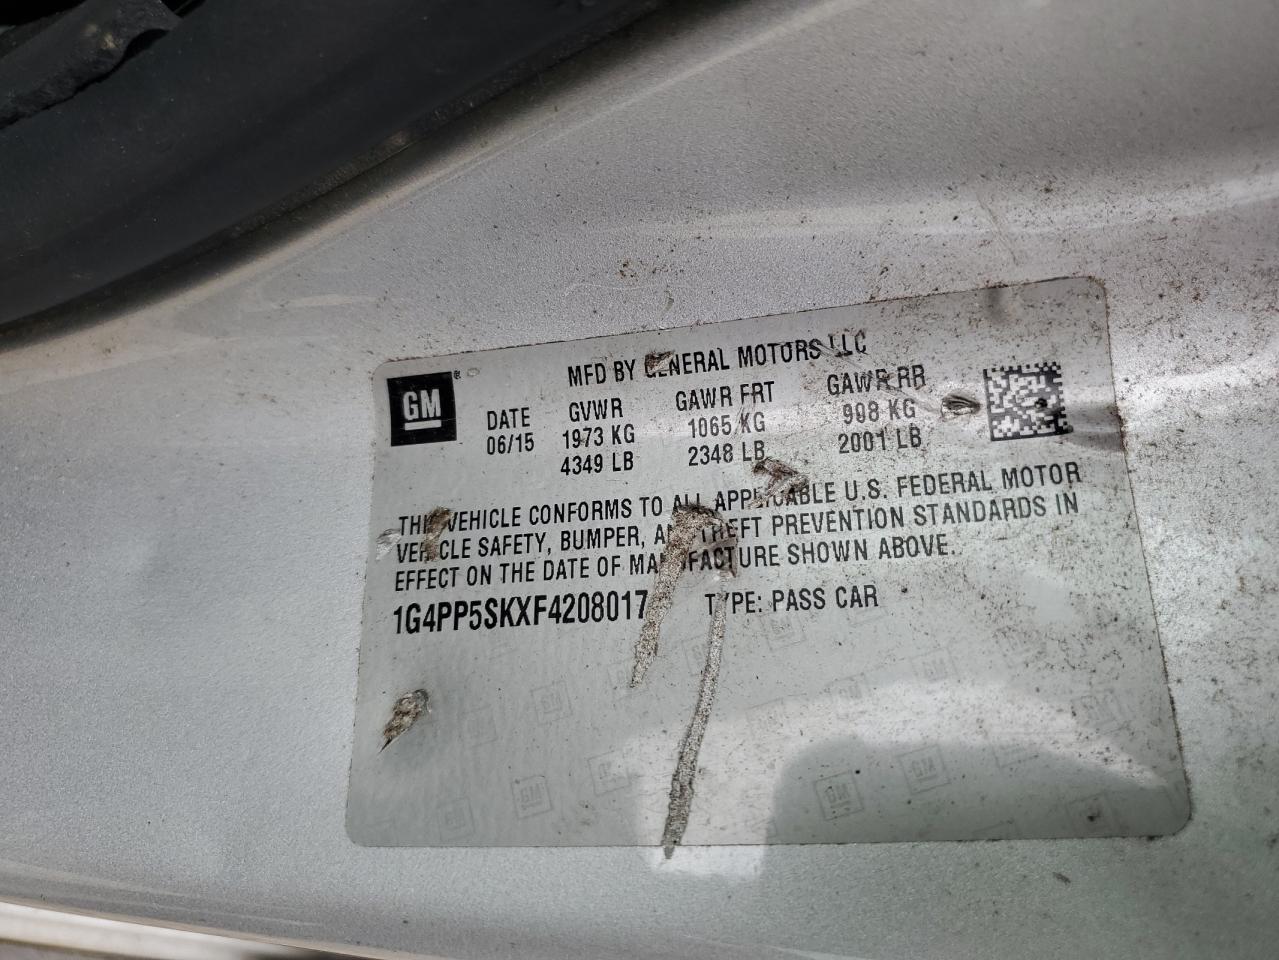 MFD BY GENERAL MOTORS LLC
GM®
DATE GVWR GAWR FRT GAWR RR
06/15 1973 KG 1065 KG 908 KG
4349 LB 2348 LB 2001 LB
THIS VEHICLE CONFORMS TO ALL APPLICABLE U.S. FEDERAL MOTOR
VEHICLE SAFETY, BUMPER, AND THEFT PREVENTION STANDARDS IN
EFFECT ON THE DATE OF MANUFACTURE SHOWN ABOVE.
1G4PP5SKXF4208017 TYPE: PASS CAR